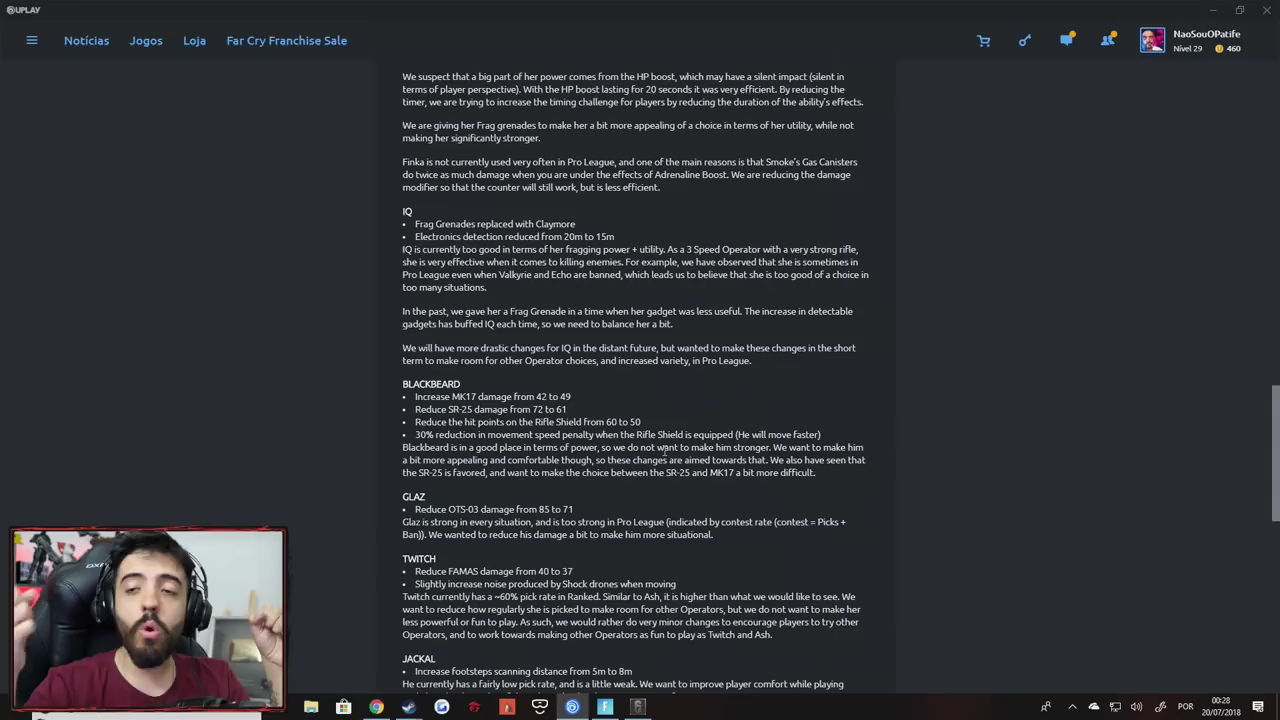 UPLAY
Notícias Jogos Loja Far Cry Franchise Sale
NaoSouOPatife
Nível 29 460
We suspect that a big part of her power comes from the HP boost, which may have a silent impact (silent in
terms of player perspective). With the HP boost lasting for 20 seconds it was very efficient. By reducing the
timer, we are trying to increase the timing challenge for players by reducing the duration of the ability's effects.
We are giving her Frag grenades to make her a bit more appealing of a choice in terms of her utility, while not
making her significantly stronger.
Finka is not currently used very often in Pro League, and one of the main reasons is that Smoke's Gas Canisters
do twice as much damage when you are under the effects of Adrenaline Boost. We are reducing the damage
modifier so that the counter will still work, but is less efficient.
IQ
• Frag Grenades replaced with Claymore
• Electronics detection reduced from 20m to 15m
IQ is currently too good in terms of her fragging power + utility. As a 3 Speed Operator with a very strong rifle,
she is very effective when it comes to killing enemies. For example, we have observed that she is sometimes in
Pro League even when Valkyrie and Echo are banned, which leads us to believe that she is too good of a choice in
too many situations.
In the past, we gave her a Frag Grenade in a time when her gadget was less useful. The increase in detectable
gadgets has buffed IQ each time, so we need to balance her a bit.
We will have more drastic changes for IQ in the distant future, but wanted to make these changes in the short
term to make room for other Operator choices, and increased variety, in Pro League.
BLACKBEARD
• Increase MK17 damage from 42 to 49
• Reduce SR-25 damage from 72 to 61
• Reduce the hit points on the Rifle Shield from 60 to 50
• 30% reduction in movement speed penalty when the Rifle Shield is equipped (He will move faster)
Blackbeard is in a good place in terms of power, so we do not want to make him stronger. We want to make him
a bit more appealing and comfortable though, so these changes are aimed towards that. We also have seen that
the SR-25 is favored, and want to make the choice between the SR-25 and MK17 a bit more difficult.
GLAZ
• Reduce OTS-03 damage from 85 to 71
Glaz is strong in every situation, and is too strong in Pro League (indicated by contest rate (contest = Picks +
Ban)). We wanted to reduce his damage a bit to make him more situational.
TWITCH
• Reduce FAMAS damage from 40 to 37
• Slightly increase noise produced by Shock drones when moving
Twitch currently has a ~60% pick rate in Ranked. Similar to Ash, it is higher than what we would like to see. We
want to reduce how regularly she is picked to make room for other Operators, but we do not want to make her
less powerful or fun to play. As such, we would rather do very minor changes to encourage players to try other
Operators, and to work towards making other Operators as fun to play as Twitch and Ash.
JACKAL
• Increase footsteps scanning distance from 5m to 8m
He currently has a fairly low pick rate, and is a little weak. We want to improve player comfort while playing
POR
00:28
20/07/2018